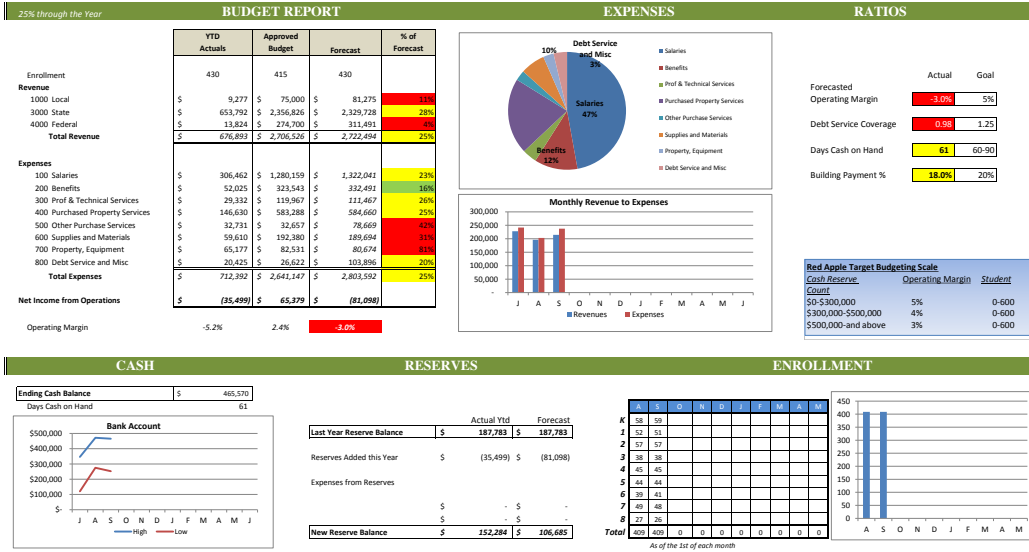 25% through the Year
BUDGET REPORT
EXPENSES
RATIOS
YTD Actuals Approved Budget Forecast % of Forecast
Enrollment 430 415 430
Revenue
1000 Local $ 9,277 $ 75,000 $ 81,275 11%
3000 State $ 653,792 $ 2,356,826 $ 2,329,728 28%
4000 Federal $ 13,824 $ 274,700 $ 311,491 4%
Total Revenue $ 676,893 $ 2,706,526 $ 2,722,494 25%
Expenses
100 Salaries $ 306,462 $ 1,280,159 $ 1,322,041 23%
200 Benefits $ 52,025 $ 323,543 $ 332,491 16%
300 Prof & Technical Services $ 29,332 $ 119,967 $ 111,467 26%
400 Purchased Property Services $ 146,630 $ 583,288 $ 584,660 25%
500 Other Purchase Services $ 32,731 $ 32,657 $ 78,669 42%
600 Supplies and Materials $ 59,610 $ 192,380 $ 189,694 31%
700 Property, Equipment $ 65,177 $ 82,531 $ 80,674 81%
800 Debt Service and Misc $ 20,425 $ 26,622 $ 103,896 20%
Total Expenses $ 712,392 $ 2,641,147 $ 2,803,592 25%
Net Income from Operations $ (35,499) $ 65,379 $ (81,098)
Operating Margin -5.2% 2.4% -3.0%
10%
Debt Service and Misc 3%
Salaries 47%
Benefits 12%
Salaries
Benefits
Prof & Technical Services
Purchased Property Services
Other Purchase Services
Supplies and Materials
Property, Equipment
Debt Service and Misc
Monthly Revenue to Expenses
300,000
250,000
200,000
150,000
100,000
50,000
-
J A S O N D J F M A M J
Revenues Expenses
Actual Goal
Forecasted
Operating Margin -3.0% 5%
Debt Service Coverage 0.98 1.25
Days Cash on Hand 61 60-90
Building Payment % 18.0% 20%
Red Apple Target Budgeting Scale
Cash Reserve Operating Margin Student
Count
$0-$300,000 5% 0-600
$300,000-$500,000 4% 0-600
$500,000-and above 3% 0-600
CASH
RESERVES
ENROLLMENT
Ending Cash Balance $ 465,570
Days Cash on Hand 61
Bank Account
$500,000
$400,000
$300,000
$200,000
$100,000
$-
J A S O N D J F M A M J
High Low
Actual Ytd Forecast
Last Year Reserve Balance $ 187,783 $ 187,783
Reserves Added this Year $ (35,499) $ (81,098)
Expenses from Reserves
$ - $ -
$ - $ -
New Reserve Balance $ 152,284 $ 106,685
A S O N D J F M A M
K 58 59
1 52 51
2 57 57
3 38 38
4 45 45
5 44 44
6 39 41
7 49 48
8 27 26
Total 409 409 0 0 0 0 0 0 0 0
As of the 1st of each month
450
400
350
300
250
200
150
100
50
0
A S O N D J F M A M